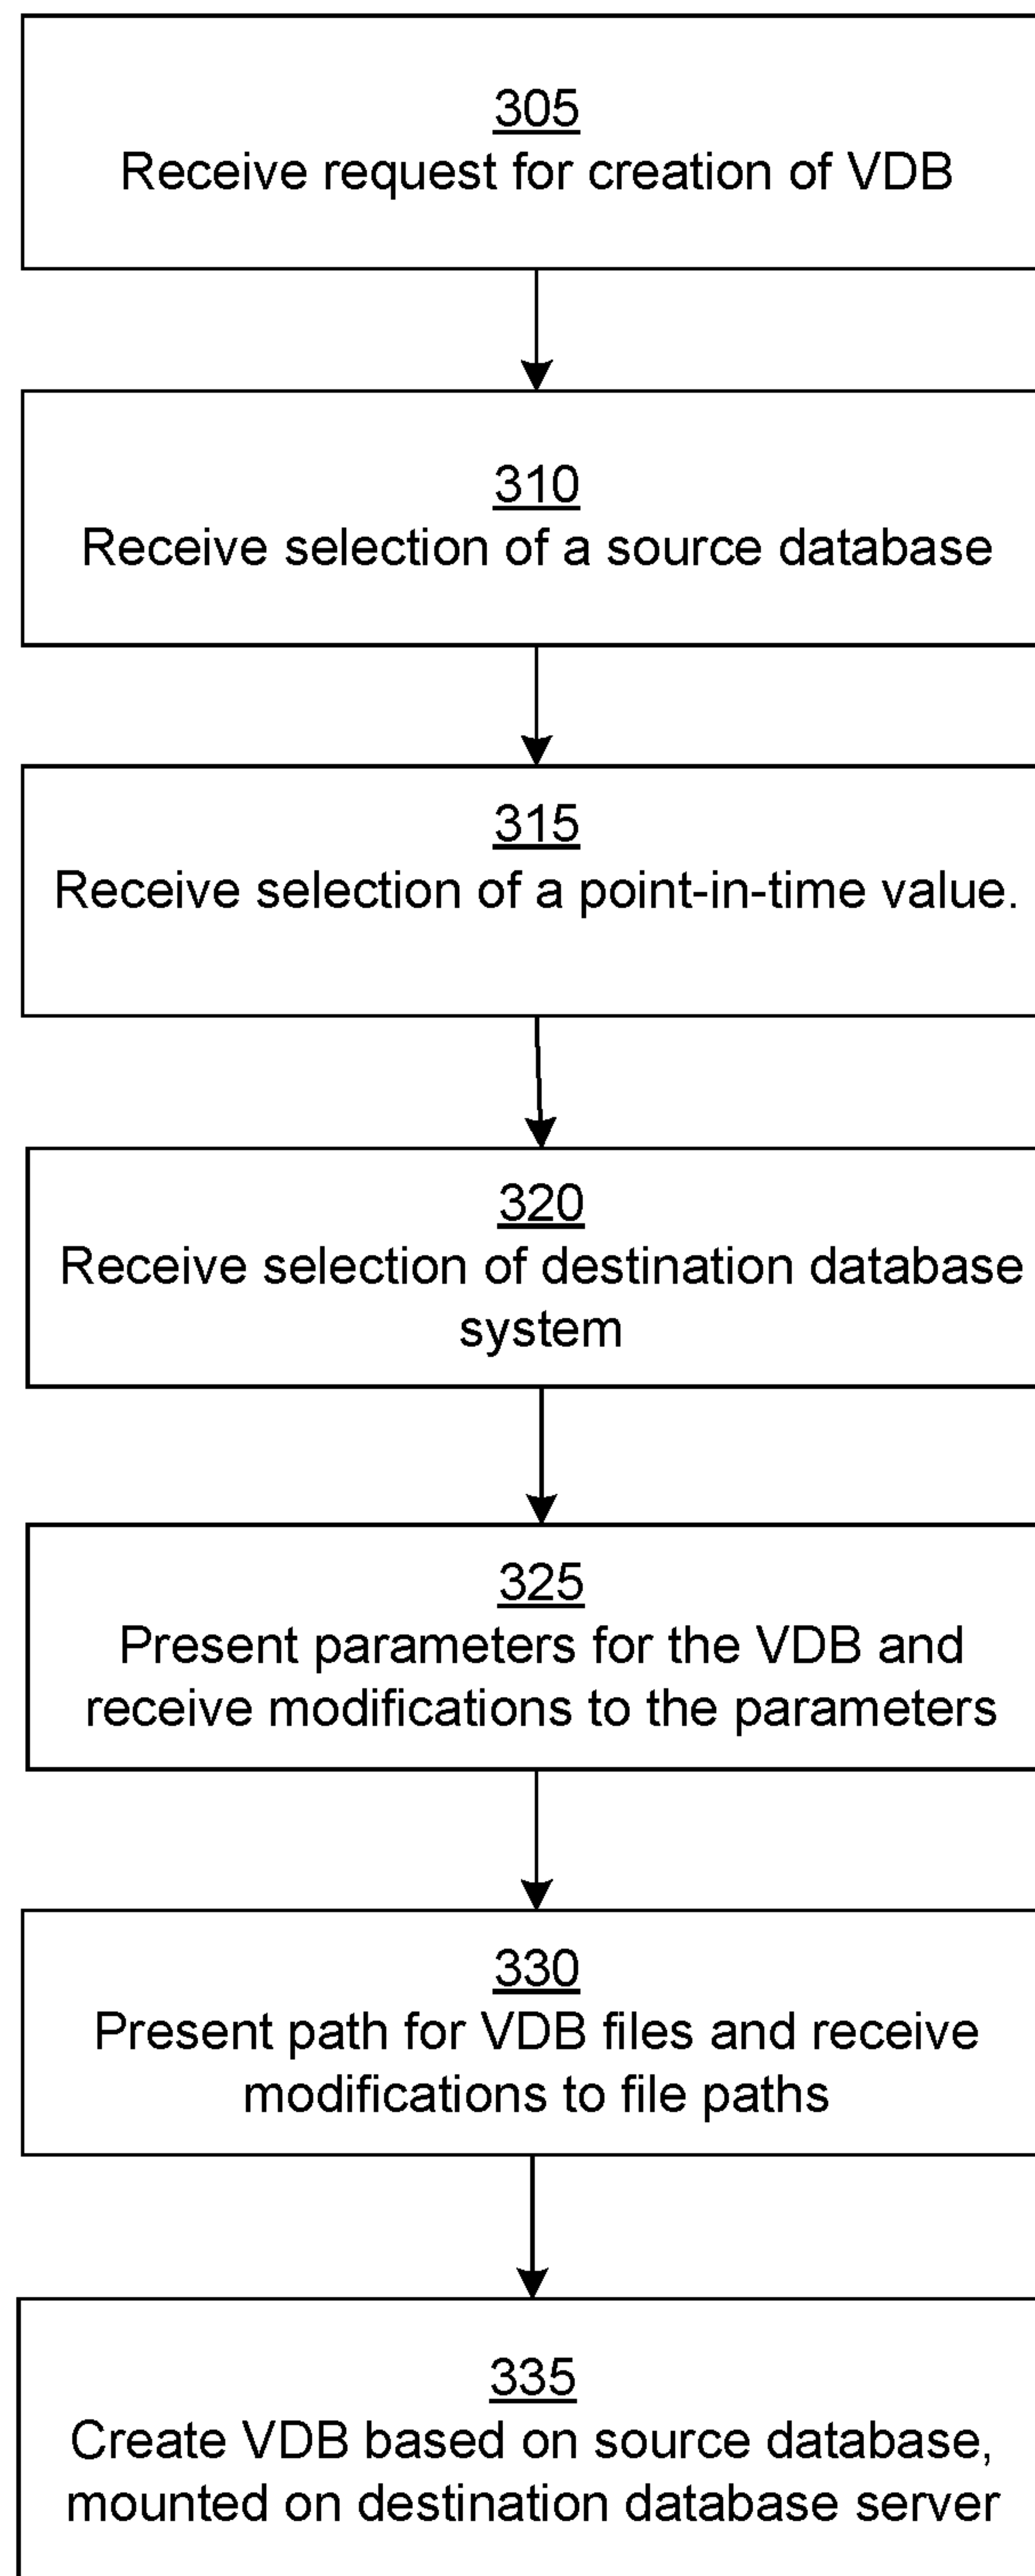 305
Receive request for creation of VDB
310
Receive selection of a source database
315
Receive selection of a point-in-time value.
320
Receive selection of destination database
system
325
Present parameters for the VDB and
receive modifications to the parameters
330
Present path for VDB files and receive
modifications to file paths
335
Create VDB based on source database,
mounted on destination database server